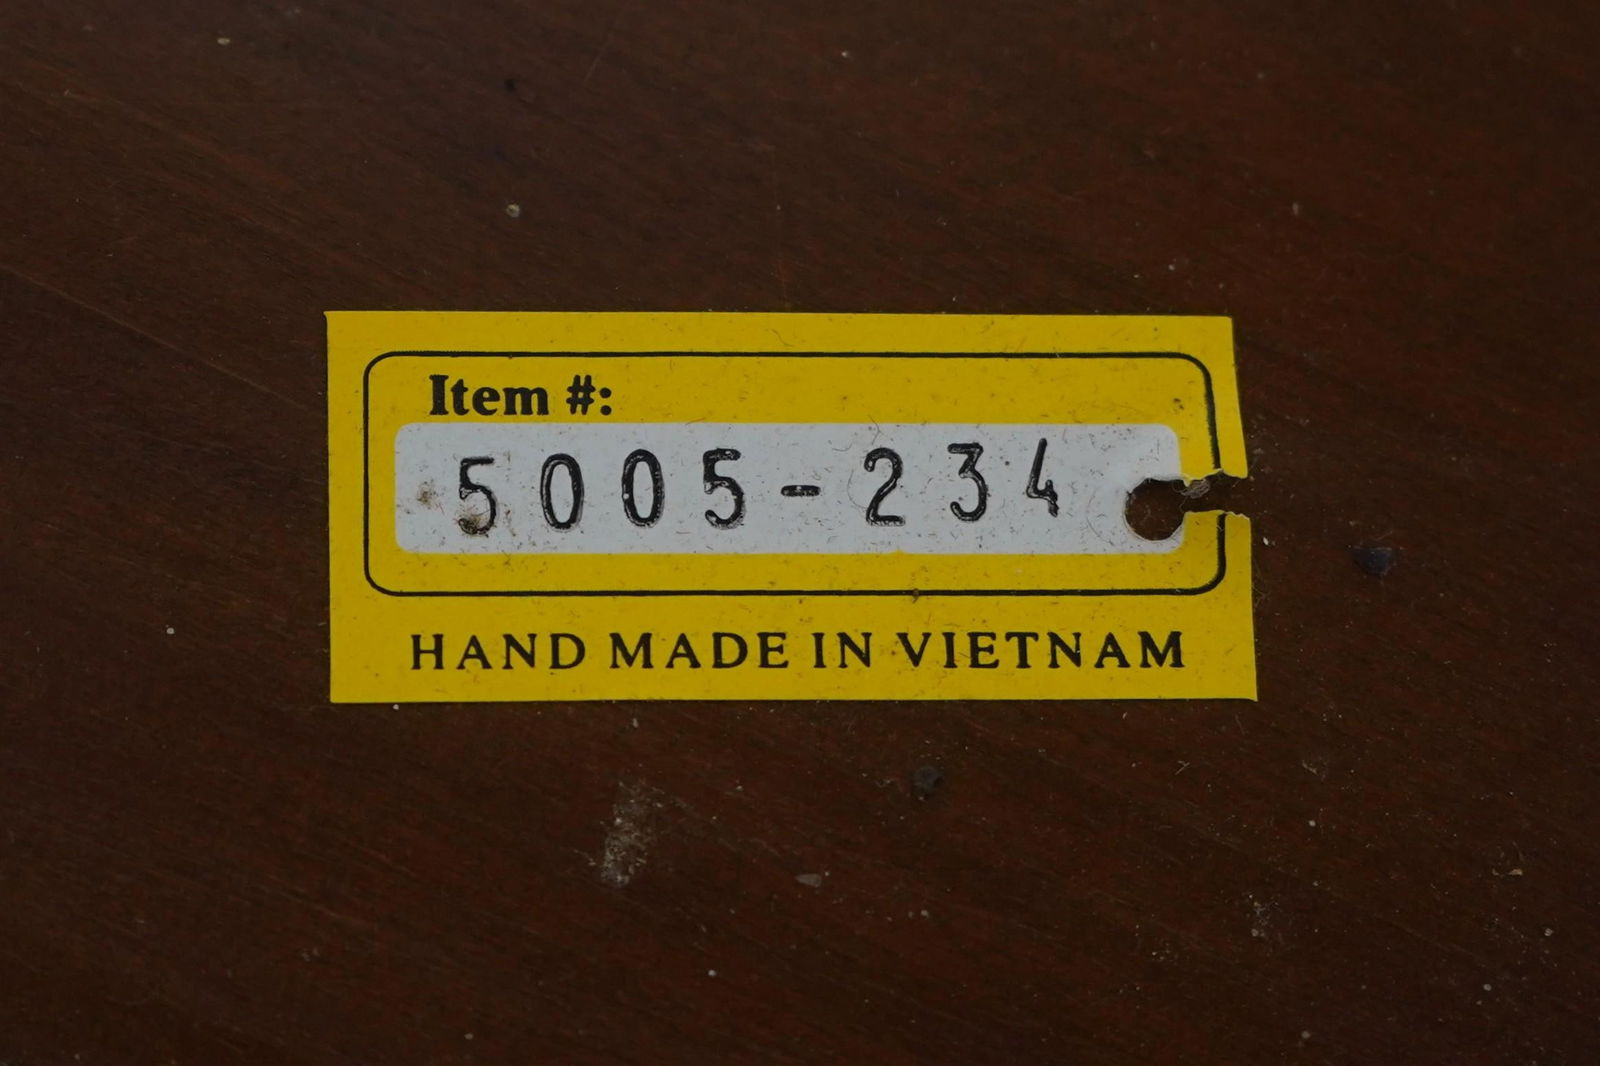 Item #:
5005-234
HAND MADE IN VIETNAM